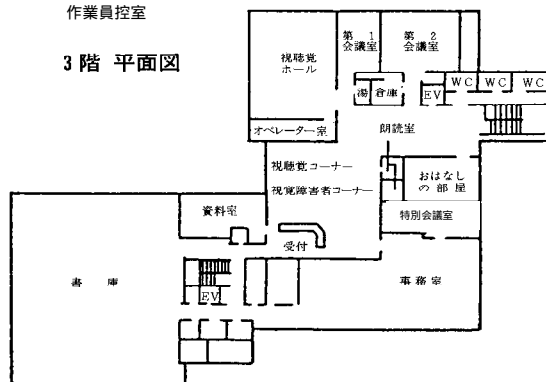 作業員控室
3階 平面図
視聴覚
ホール
第1
会議室
第2
会議室
湯
倉庫
EV
WC
WC
WC
オペレーター室
朗読室
視聴覚コーナー
視覚障害者コーナー
おはなし
の部屋
資料室
特別会議室
受付
書庫
EV
事務室